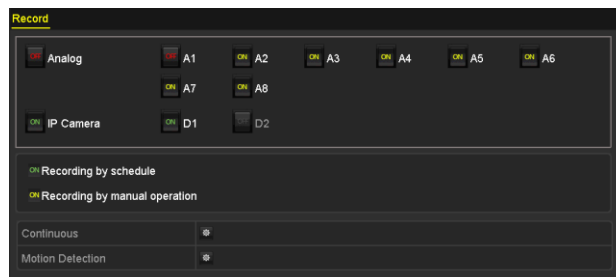 Record
OFF Analog OFF A1 ON A2 ON A3 ON A4 ON A5 ON A6
ON A7 ON A8
ON IP Camera ON D1 OFF D2
ON Recording by schedule
ON Recording by manual operation
Continuous
Motion Detection